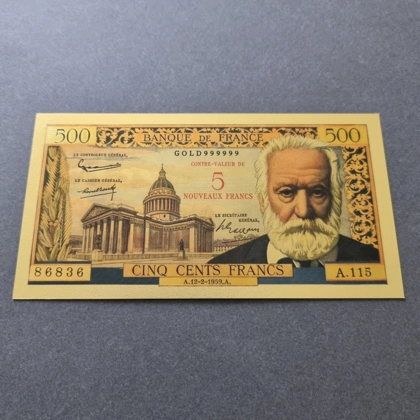 500 BANQUE DE FRANCE 500
GOLD999999
LE CONTROLEUR GÉNÉRAL,
CONTRE-VALEUR DE
5
NOUVEAUX FRANCS
LE CAISSIER GÉNÉRAL,
LE SECRÉTAIRE
GÉNÉRAL,
86836
CINQ CENTS FRANCS
A.115
A.12-2-1959.A.